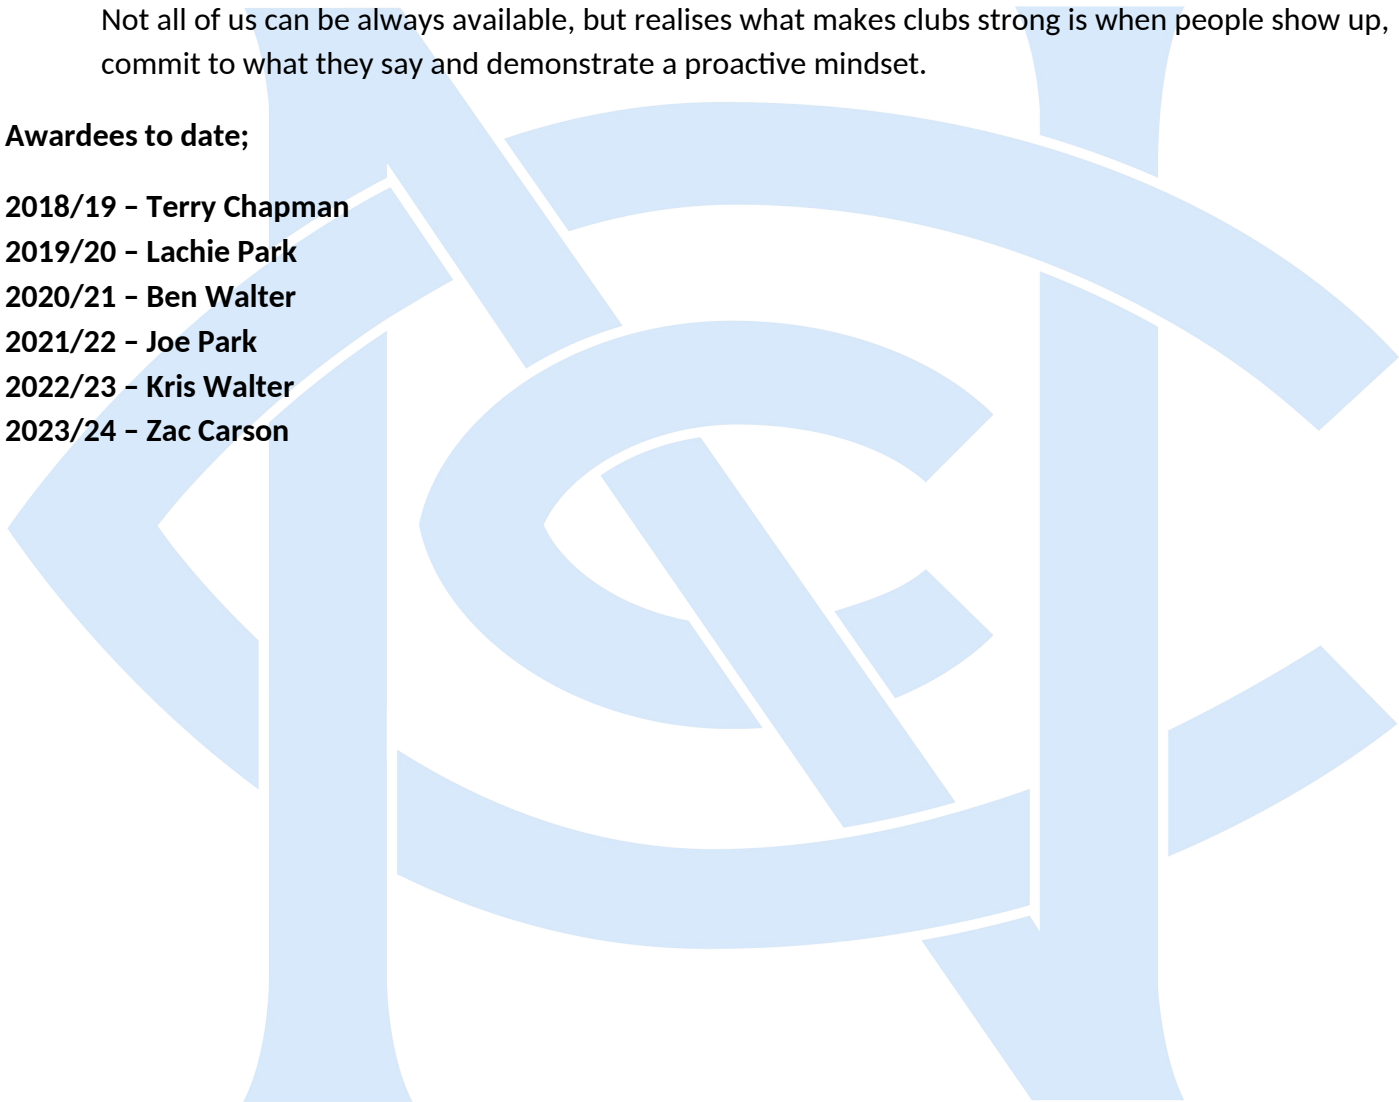 Not all of us can be always available, but realises what makes clubs strong is when people show up,
commit to what they say and demonstrate a proactive mindset.
Awardees to date;
2018/19 – Terry Chapman
2019/20 – Lachie Park
2020/21 – Ben Walter
2021/22 – Joe Park
2022/23 – Kris Walter
2023/24 – Zac Carson